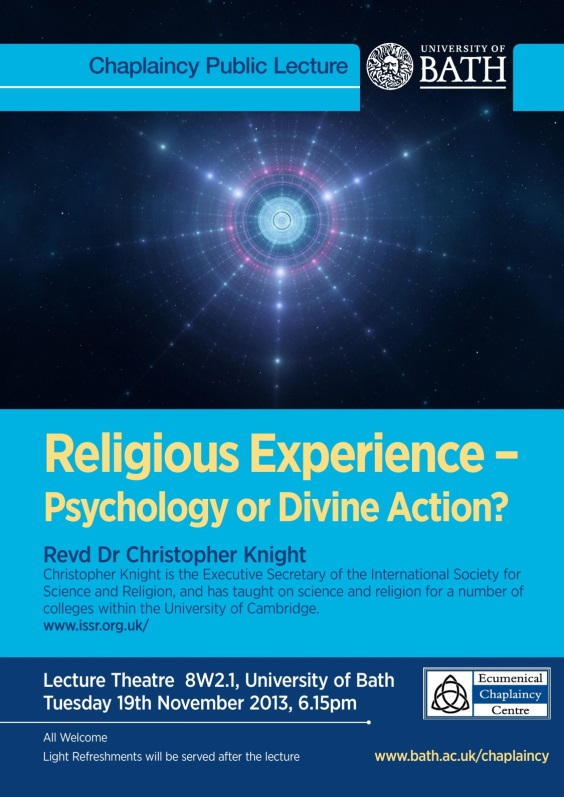 Chaplaincy Public Lecture
UNIVERSITY OF
BATH
Religious Experience –
Psychology or Divine Action?
Revd Dr Christopher Knight
Christopher Knight is the Executive Secretary of the International Society for
Science and Religion, and has taught on science and religion for a number of
colleges within the University of Cambridge.
www.issr.org.uk/
Lecture Theatre 8W2.1, University of Bath
Tuesday 19th November 2013, 6.15pm
Ecumenical
Chaplaincy
Centre
All Welcome
Light Refreshments will be served after the lecture
www.bath.ac.uk/chaplaincy